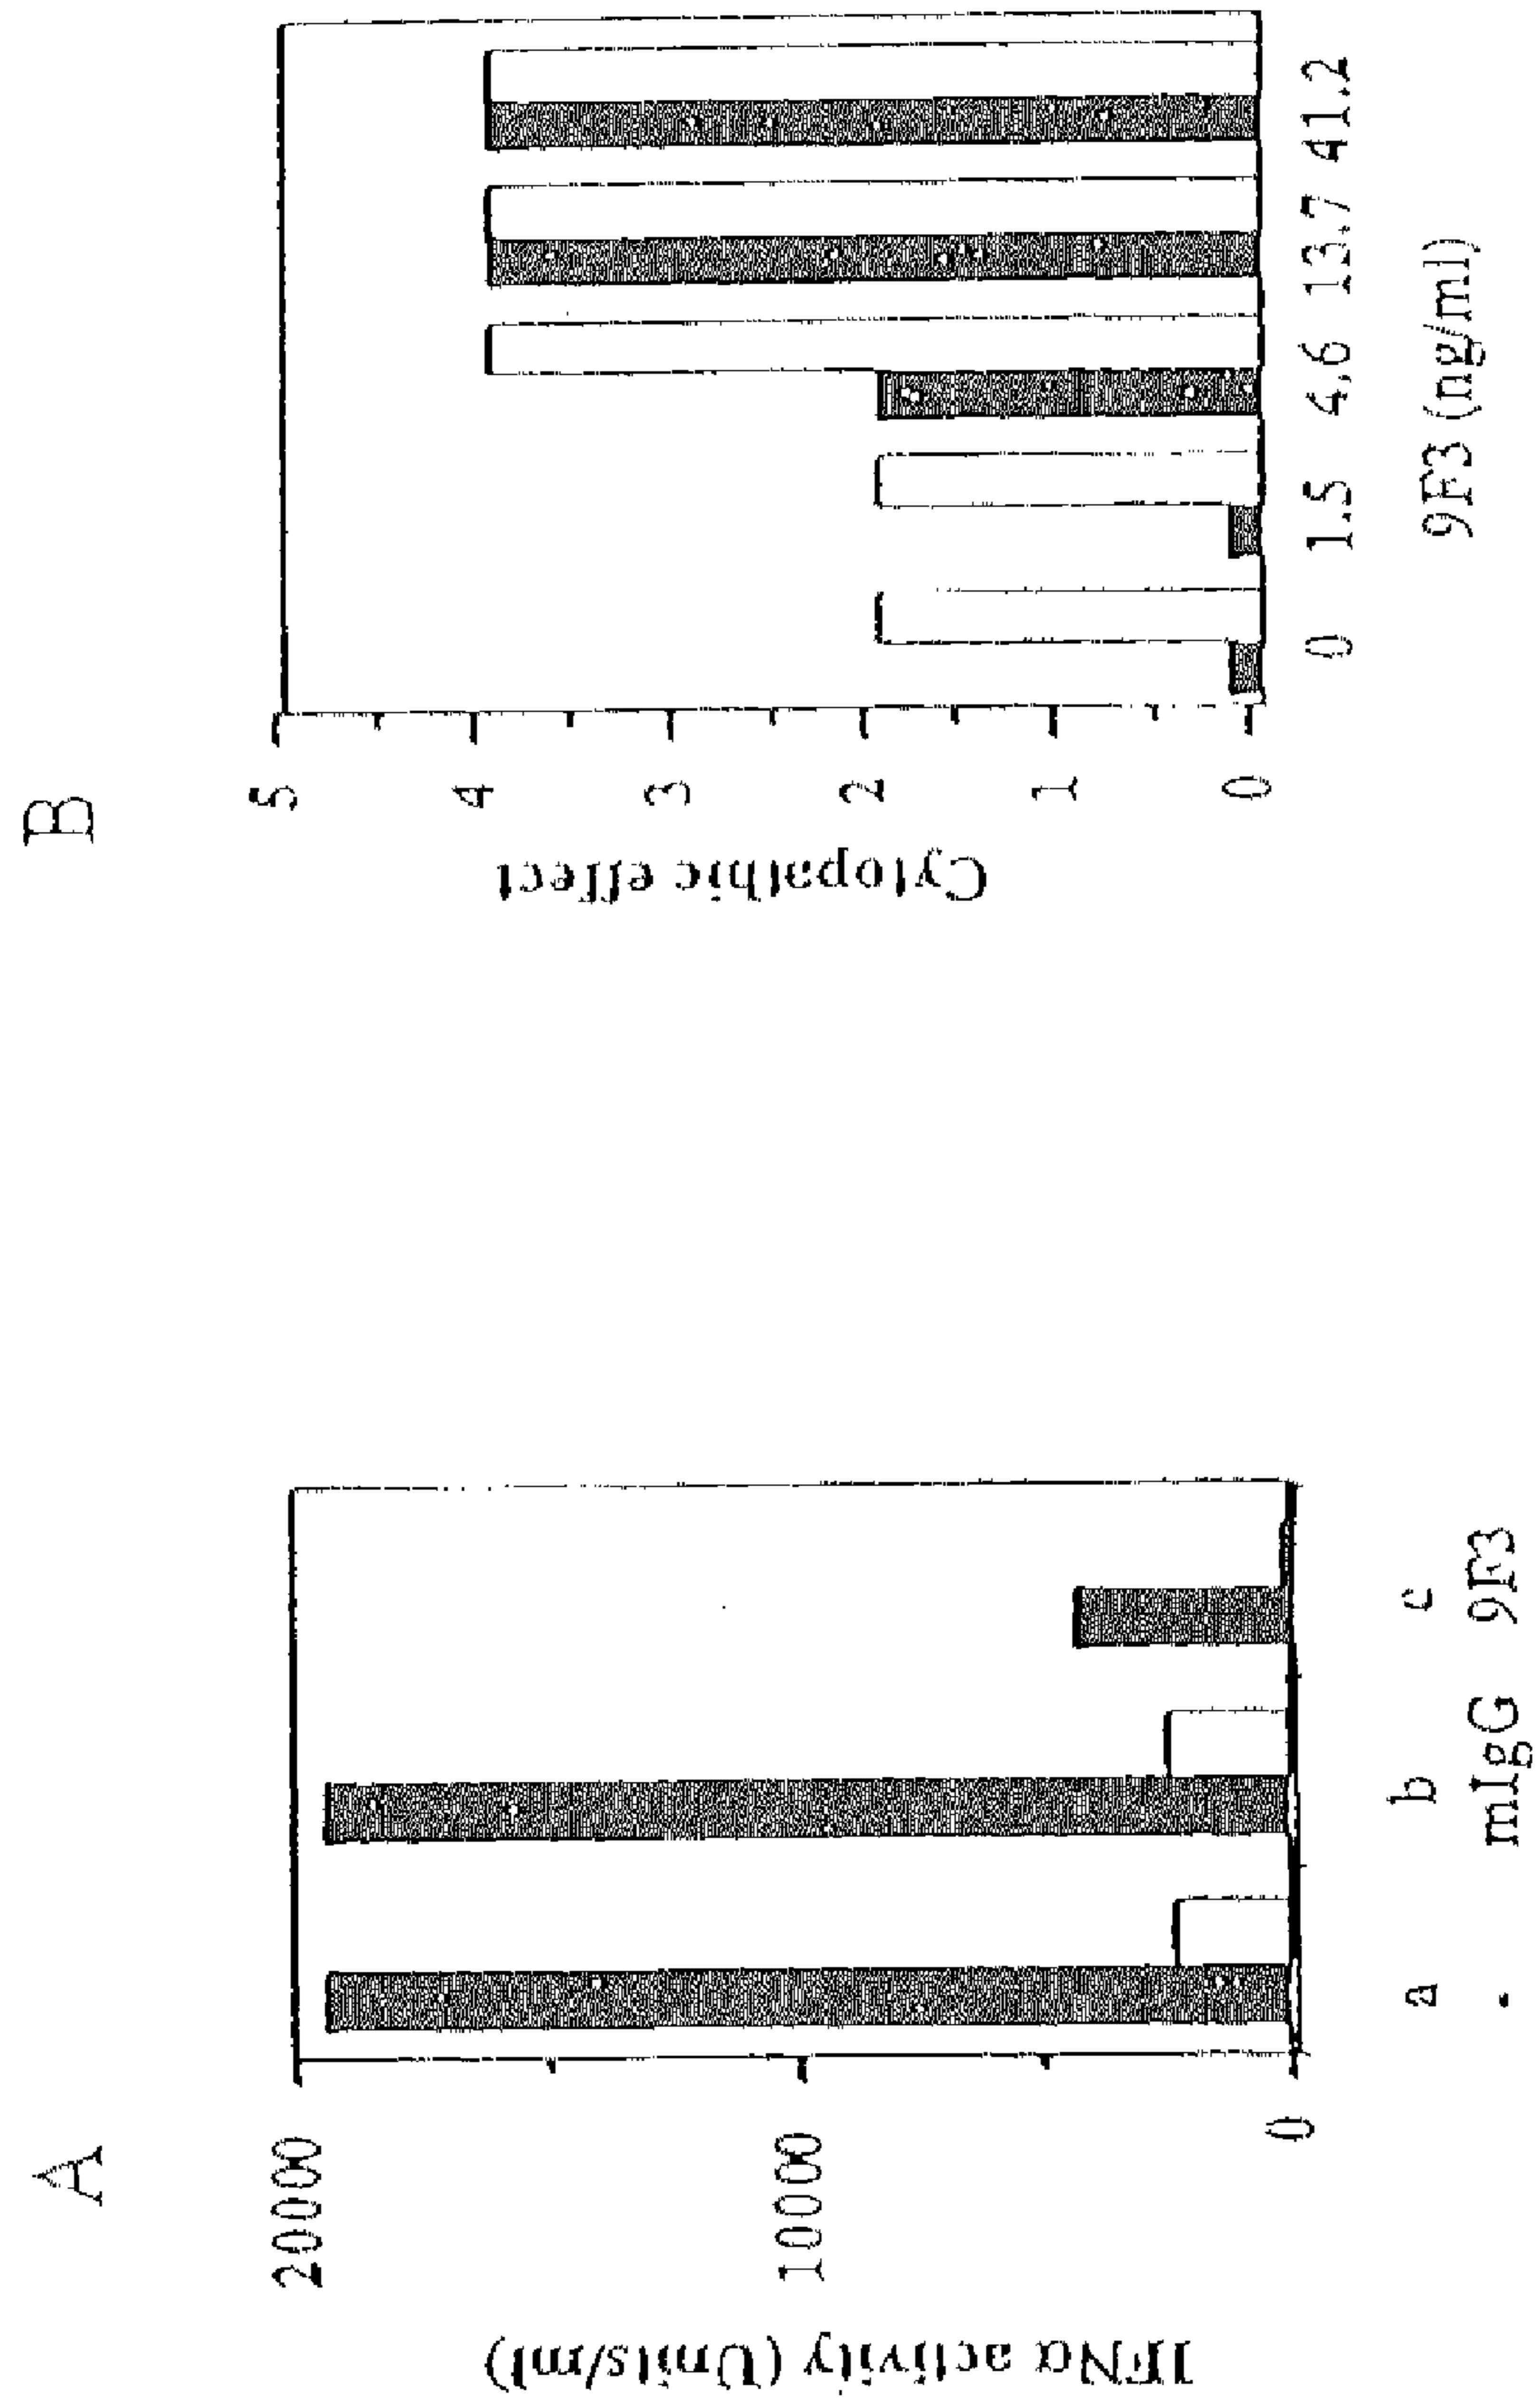 A
IFNα activity (Units/ml)
20000
10000
0
a b c
- mIgG 9F3
B
Cytopathic effect
5
4
3
2
1
0
0 1.5 4,6 13.7 41.2
9F3 (ng/ml)